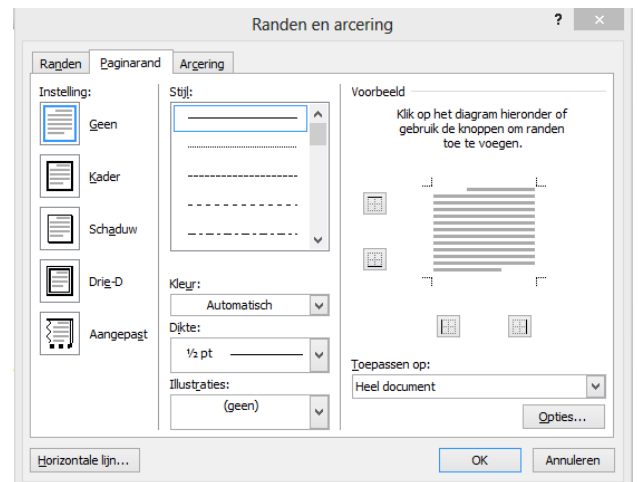 Randen en arcering
?
Randen Paginarand Arcering
Instelling:
Geen
Kader
Schaduw
Drie-D
Aangepast
Stijl:
Kleur:
Automatisch
Dikte:
½ pt
Illustraties:
(geen)
Voorbeeld
Klik op het diagram hieronder of
gebruik de knoppen om randen
toe te voegen.
Toepassen op:
Heel document
Opties...
Horizontale lijn...
OK
Annuleren